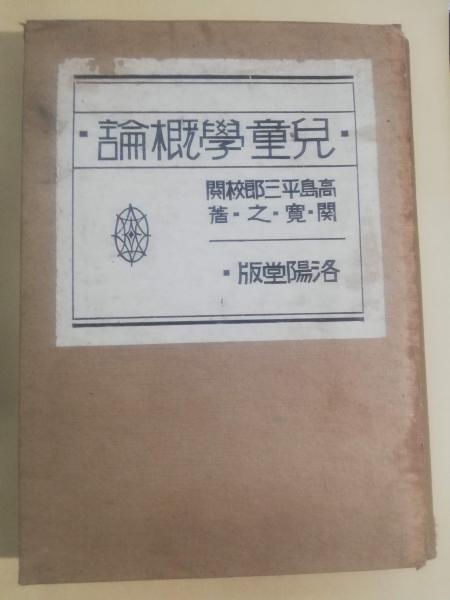 兒童學概論
高島平三郎校閲
関・寛・之・著
洛陽堂版